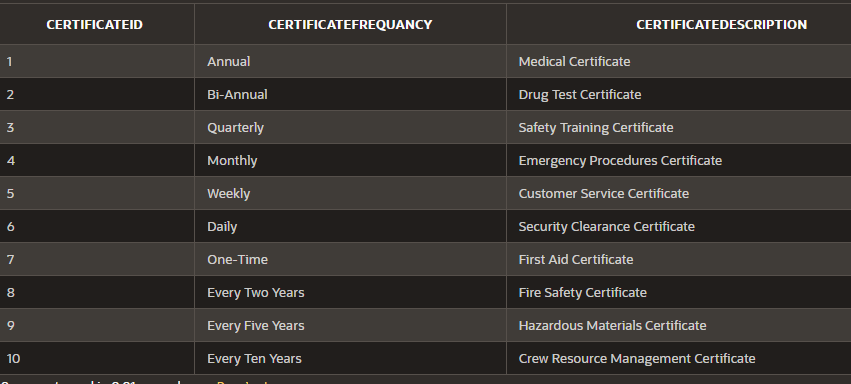 CERTIFICATEID CERTIFICATEFREQUANCY CERTIFICATEDESCRIPTION
1 Annual Medical Certificate
2 Bi-Annual Drug Test Certificate
3 Quarterly Safety Training Certificate
4 Monthly Emergency Procedures Certificate
5 Weekly Customer Service Certificate
6 Daily Security Clearance Certificate
7 One-Time First Aid Certificate
8 Every Two Years Fire Safety Certificate
9 Every Five Years Hazardous Materials Certificate
10 Every Ten Years Crew Resource Management Certificate